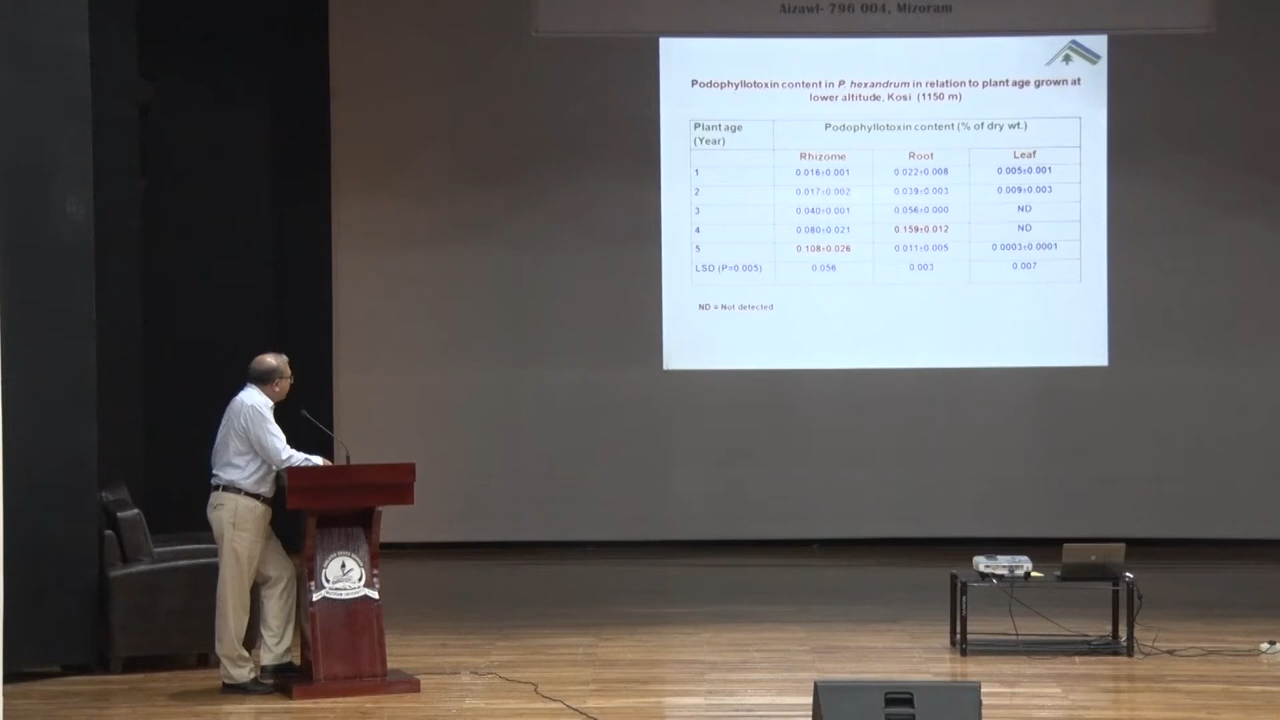 Aizawl- 796 004, Mizoram
Podophyllotoxin content in P. hexandrum in relation to plant age grown at
lower altitude, Kosi (1150 m)
Plant age
(Year)
Podophyllotoxin content (% of dry wt.)
Rhizome Root Leaf
1 0.016±0.001 0.022±0.008 0.005±0.001
2 0.017±0.002 0.039±0.003 0.009±0.003
3 0.040±0.001 0.056±0.000 ND
4 0.080±0.021 0.159±0.012 ND
5 0.108±0.026 0.011±0.005 0.0003±0.0001
LSD (P=0.005) 0.056 0.003 0.007
ND = Not detected
MIZORAM UNIVERSITY